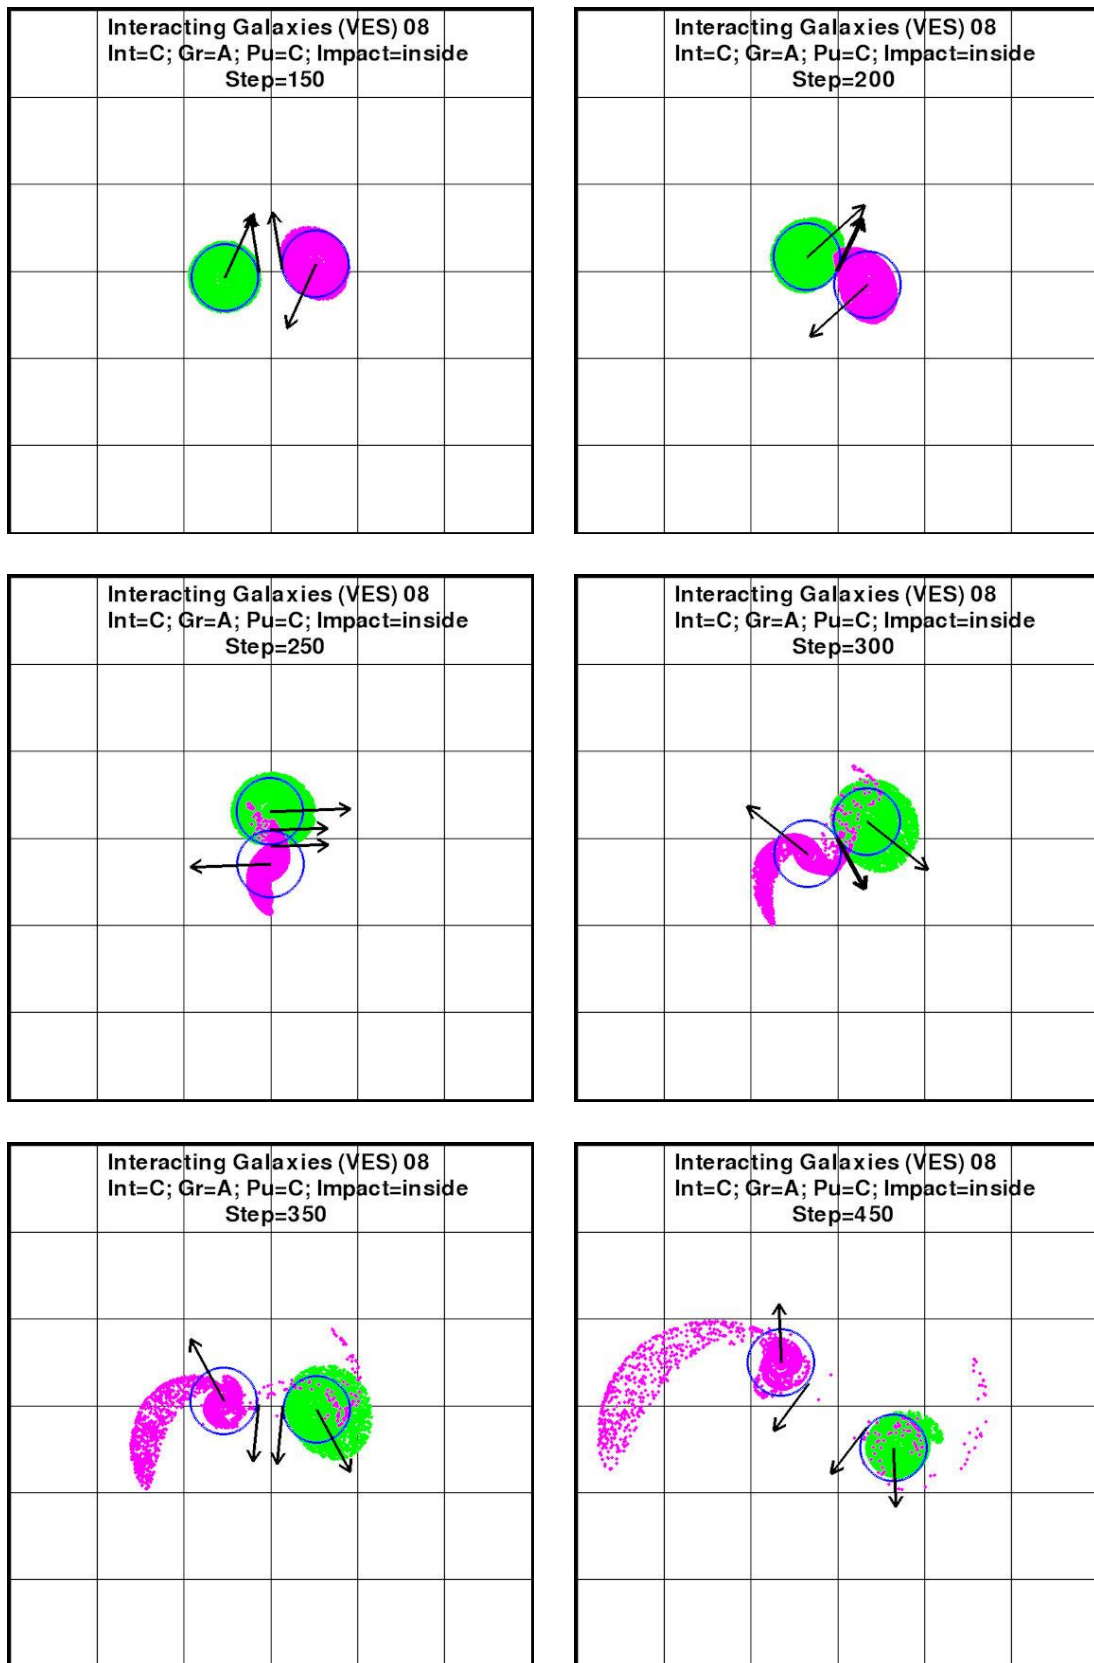 Interacting Galaxies (VES) 08
Int=C; Gr=A; Pu=C; Impact=inside
Step=150
Interacting Galaxies (VES) 08
Int=C; Gr=A; Pu=C; Impact=inside
Step=200
Interacting Galaxies (VES) 08
Int=C; Gr=A; Pu=C; Impact=inside
Step=250
Interacting Galaxies (VES) 08
Int=C; Gr=A; Pu=C; Impact=inside
Step=300
Interacting Galaxies (VES) 08
Int=C; Gr=A; Pu=C; Impact=inside
Step=350
Interacting Galaxies (VES) 08
Int=C; Gr=A; Pu=C; Impact=inside
Step=450